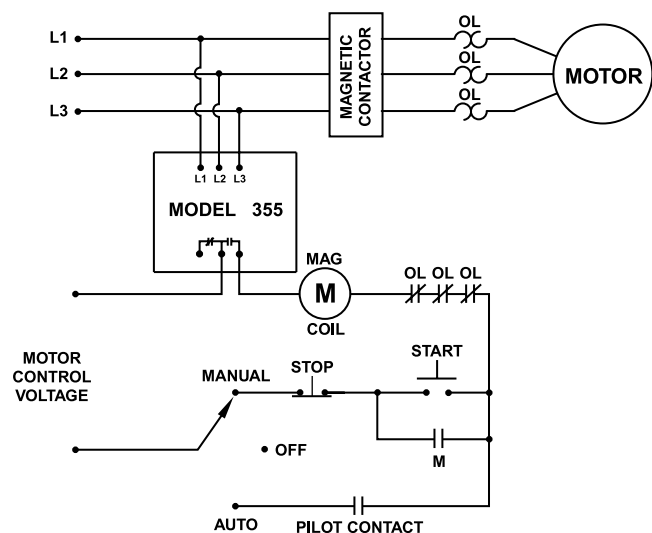 L1
L2
L3
MAGNETIC
CONTACTOR
OL
OL
OL
MOTOR
L1 L2 L3
MODEL 355
MAG
M
COIL
OL OL OL
MOTOR
CONTROL
VOLTAGE
MANUAL
STOP
START
OFF
M
AUTO
PILOT CONTACT